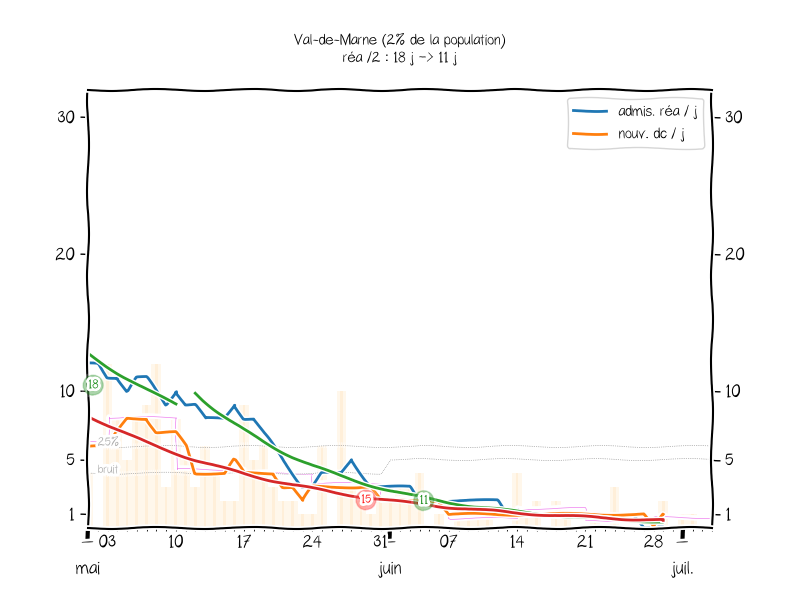 Val-de-Marne (2% de la population)
réa /2 : 18 j -> 11 j
admis. réa / j
nouv. dc / j
30
30
20
20
10
10
5
5
1
1
18
25%
bruit
15
11
03
10
17
24
31
07
14
21
28
mai
juin
juil.